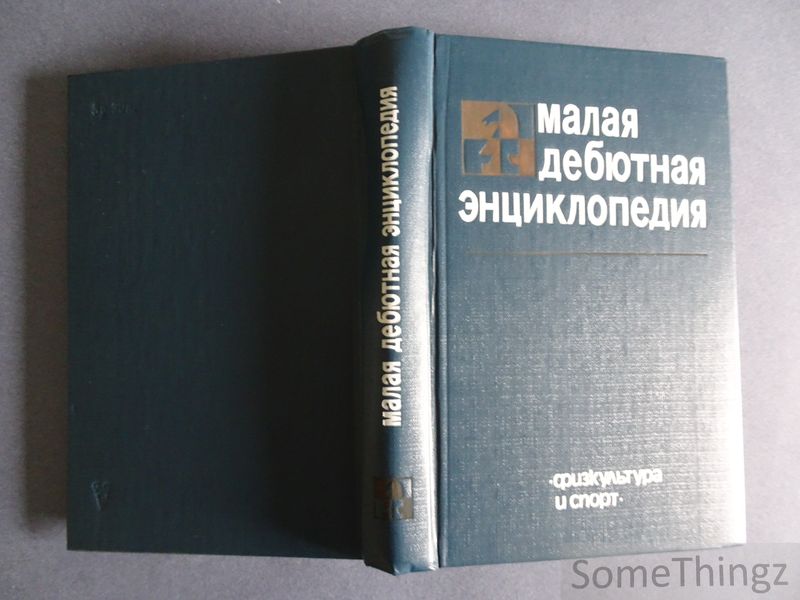 малая
дебютная
энциклопедия
·физкультура
и спорт·
малая дебютная энциклопедия
SomeThingz